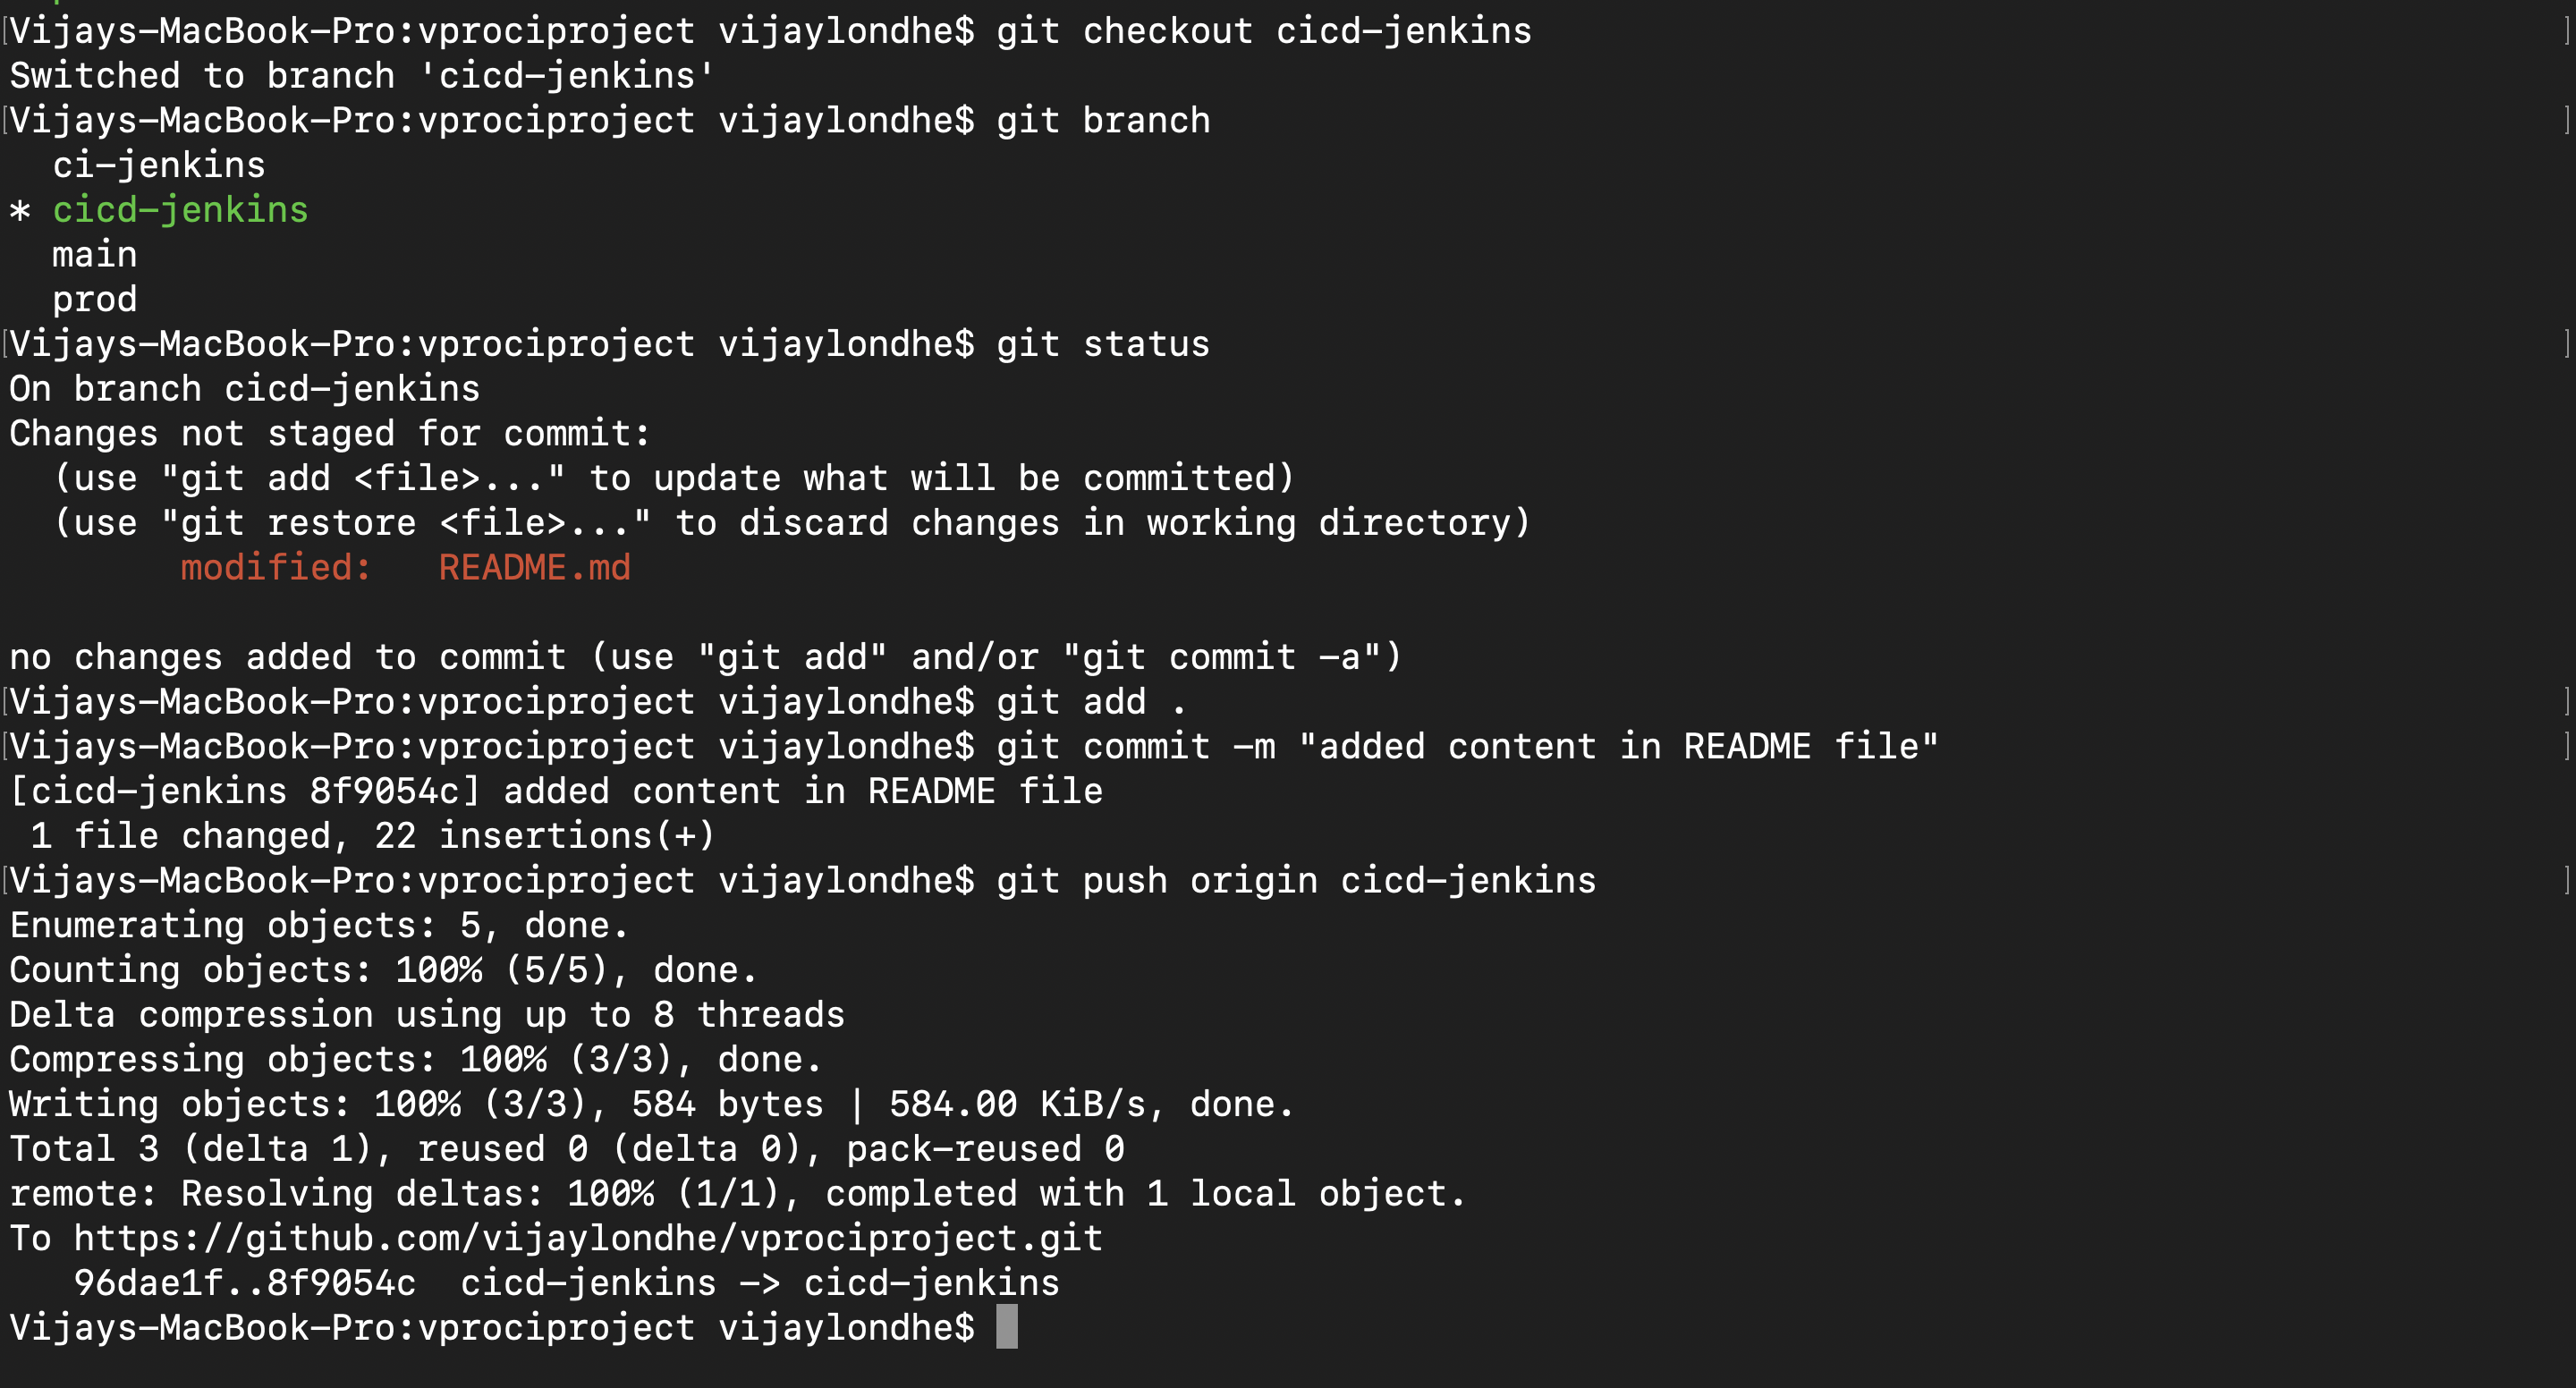 [Vijays-MacBook-Pro:vprociproject vijaylondhe$ git checkout cicd-jenkins ]
Switched to branch 'cicd-jenkins'
[Vijays-MacBook-Pro:vprociproject vijaylondhe$ git branch ]
  ci-jenkins
* cicd-jenkins
  main
  prod
[Vijays-MacBook-Pro:vprociproject vijaylondhe$ git status ]
On branch cicd-jenkins
Changes not staged for commit:
  (use "git add <file>..." to update what will be committed)
  (use "git restore <file>..." to discard changes in working directory)
        modified:   README.md

no changes added to commit (use "git add" and/or "git commit -a")
[Vijays-MacBook-Pro:vprociproject vijaylondhe$ git add . ]
[Vijays-MacBook-Pro:vprociproject vijaylondhe$ git commit -m "added content in README file" ]
[cicd-jenkins 8f9054c] added content in README file
 1 file changed, 22 insertions(+)
[Vijays-MacBook-Pro:vprociproject vijaylondhe$ git push origin cicd-jenkins ]
Enumerating objects: 5, done.
Counting objects: 100% (5/5), done.
Delta compression using up to 8 threads
Compressing objects: 100% (3/3), done.
Writing objects: 100% (3/3), 584 bytes | 584.00 KiB/s, done.
Total 3 (delta 1), reused 0 (delta 0), pack-reused 0
remote: Resolving deltas: 100% (1/1), completed with 1 local object.
To https://github.com/vijaylondhe/vprociproject.git
   96dae1f..8f9054c  cicd-jenkins -> cicd-jenkins
Vijays-MacBook-Pro:vprociproject vijaylondhe$